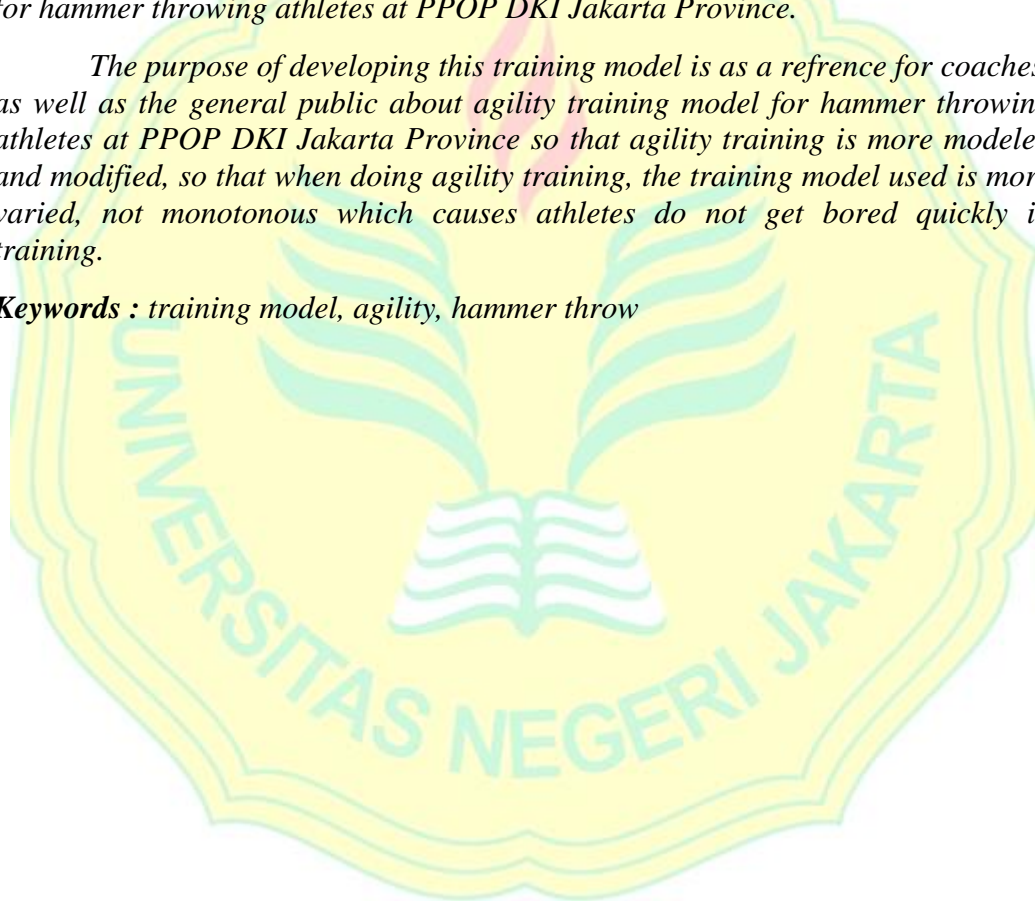 for hammer throwing athletes at PPOP DKI Jakarta Province.
The purpose of developing this training model is as a refrence for coaches
as well as the general public about agility training model for hammer throwin
athletes at PPOP DKI Jakarta Province so that agility training is more modele
and modified, so that when doing agility training, the training model used is mor
varied, not monotonous which causes athletes do not get bored quickly i
training.
Keywords : training model, agility, hammer throw
UNIVERSITAS NEGERI JAKARTA